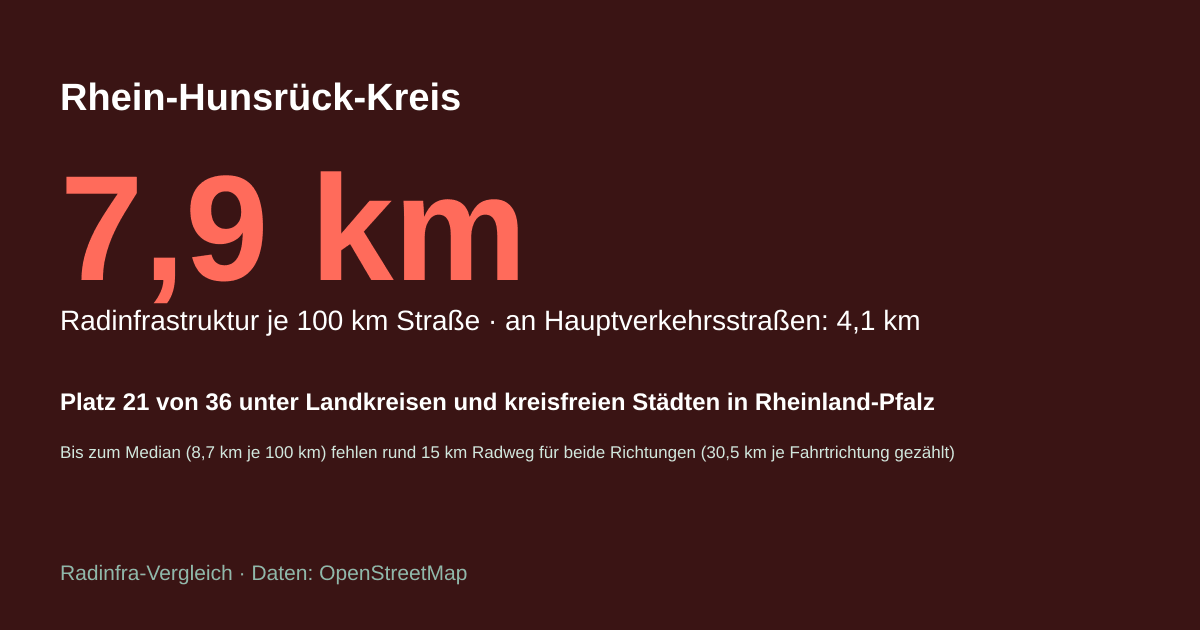 Rhein-Hunsrück-Kreis
7,9 km
Radinfrastruktur je 100 km Straße · an Hauptverkehrsstraßen: 4,1 km
Platz 21 von 36 unter Landkreisen und kreisfreien Städten in Rheinland-Pfalz
Bis zum Median (8,7 km je 100 km) fehlen rund 15 km Radweg für beide Richtungen (30,5 km je Fahrtrichtung gezählt)
Radinfra-Vergleich · Daten: OpenStreetMap